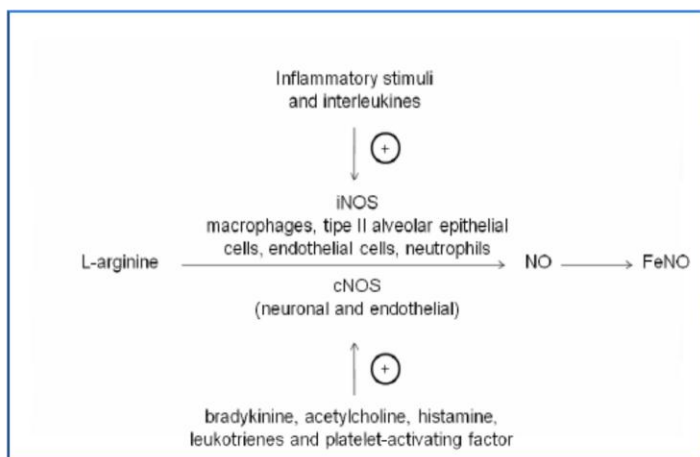 Inflammatory stimuli
and interleukines
+
iNOS
macrophages, tipe II alveolar epithelial
cells, endothelial cells, neutrophils
L-arginine NO FeNO
cNOS
(neuronal and endothelial)
+
bradykinine, acetylcholine, histamine,
leukotrienes and platelet-activating factor